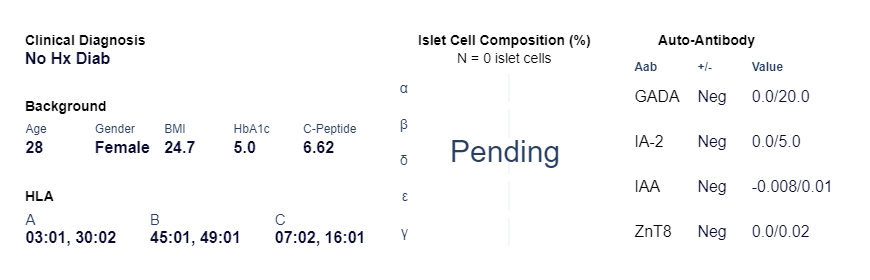 Clinical Diagnosis
No Hx Diab
Background
Age Gender BMI HbA1c C-Peptide
28 Female 24.7 5.0 6.62
HLA
A B C
03:01, 30:02 45:01, 49:01 07:02, 16:01
Islet Cell Composition (%)
N = 0 islet cells
α
β
δ
ε
γ
Pending
Auto-Antibody
Aab +/- Value
GADA Neg 0.0/20.0
IA-2 Neg 0.0/5.0
IAA Neg -0.008/0.01
ZnT8 Neg 0.0/0.02